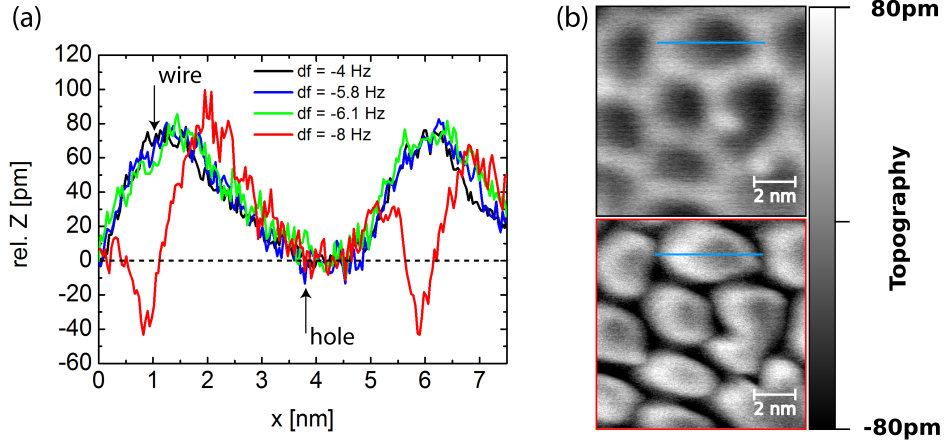 (a)
120
100
80
60
40
20
0
-20
-40
-60
rel. Z [pm]
wire
df = -4 Hz
df = -5.8 Hz
df = -6.1 Hz
df = -8 Hz
hole
0 1 2 3 4 5 6 7
x [nm]
(b)
2 nm
2 nm
80pm
Topography
-80pm